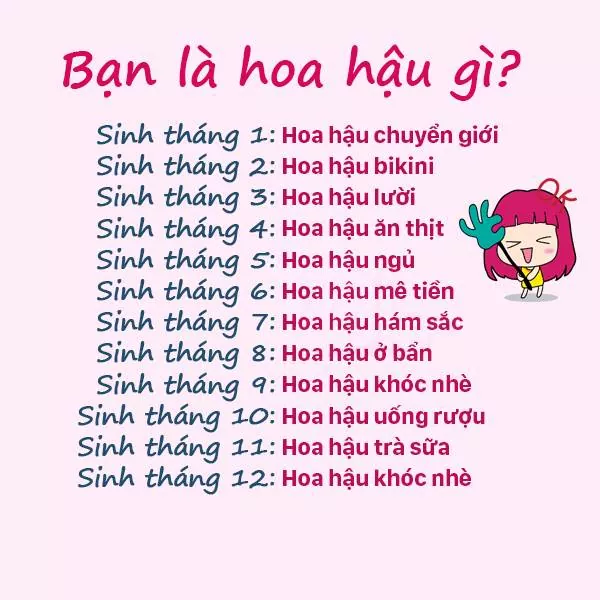 Bạn là hoa hậu gì?
Sinh tháng 1: Hoa hậu chuyển giới
Sinh tháng 2: Hoa hậu bikini
Sinh tháng 3: Hoa hậu lười
Sinh tháng 4: Hoa hậu ăn thịt
Sinh tháng 5: Hoa hậu ngủ
Sinh tháng 6: Hoa hậu mê tiền
Sinh tháng 7: Hoa hậu hám sắc
Sinh tháng 8: Hoa hậu ở bẩn
Sinh tháng 9: Hoa hậu khóc nhè
Sinh tháng 10: Hoa hậu uống rượu
Sinh tháng 11: Hoa hậu trà sữa
Sinh tháng 12: Hoa hậu khóc nhè
OK